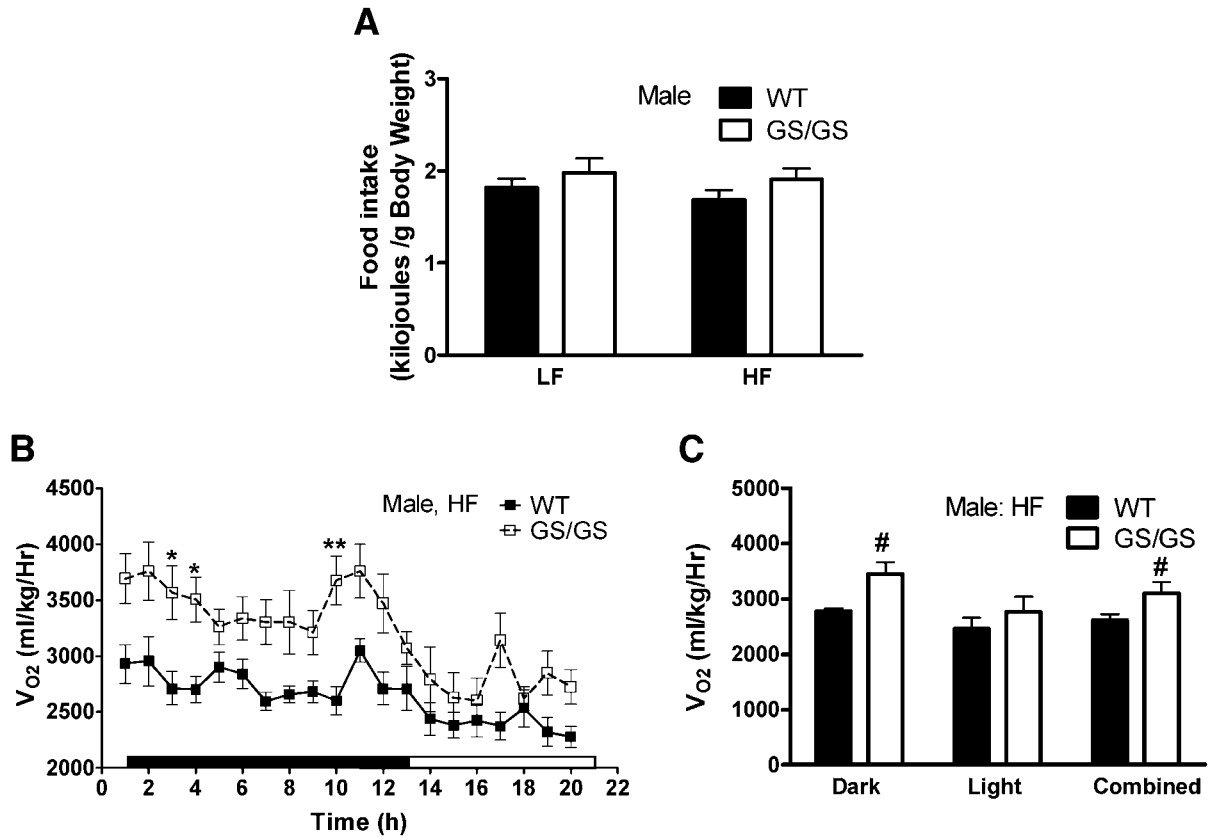 A
Food intake
(kilojoules /g Body Weight)
3
2
1
0
Male
WT
GS/GS
LF
HF
B
V_O2 (ml/kg/Hr)
4500
4000
3500
3000
2500
2000
Male, HF
WT
GS/GS
*
*
**
0 2 4 6 8 10 12 14 16 18 20 22
Time (h)
C
V_O2 (ml/kg/Hr)
5000
4000
3000
2000
1000
0
Male: HF
WT
GS/GS
#
#
Dark
Light
Combined